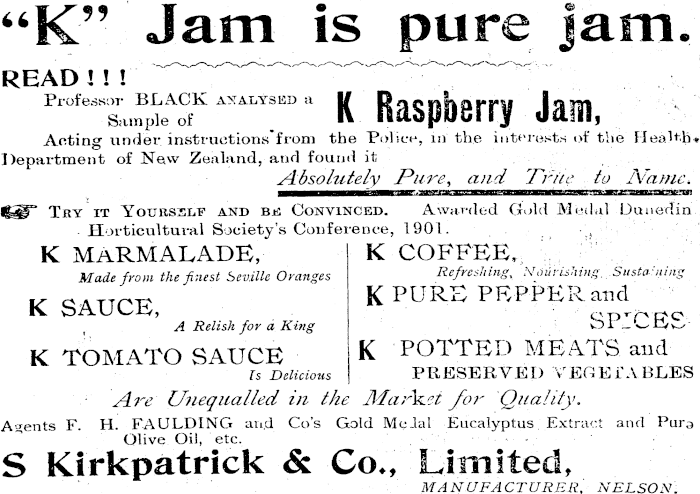 “K” Jam is pure jam.
READ!!!
Professor BLACK ANALYSED a
Sample of
K Raspberry Jam,
Acting under instructions from the Police, in the interests of the Health
Department of New Zealand, and found it
Absolutely Pure, and True to Name.
TRY IT YOURSELF AND BE CONVINCED. Awarded Gold Medal Dunedin
Horticultural Society's Conference, 1901.
K MARMALADE,
Made from the finest Seville Oranges
K SAUCE,
A Relish for a King
K TOMATO SAUCE
Is Delicious
K COFFEE,
Refreshing, Nourishing Sustaining
K PURE PEPPER and
SPICES
K POTTED MEATS and
PRESERVED VEGETABLES
Are Unequalled in the Market for Quality.
Agents F. H. FAULDING and Co's Gold Medal Eucalyptus Extract and Pure
Olive Oil, etc.
S Kirkpatrick & Co., Limited,
MANUFACTURER, NELSON.